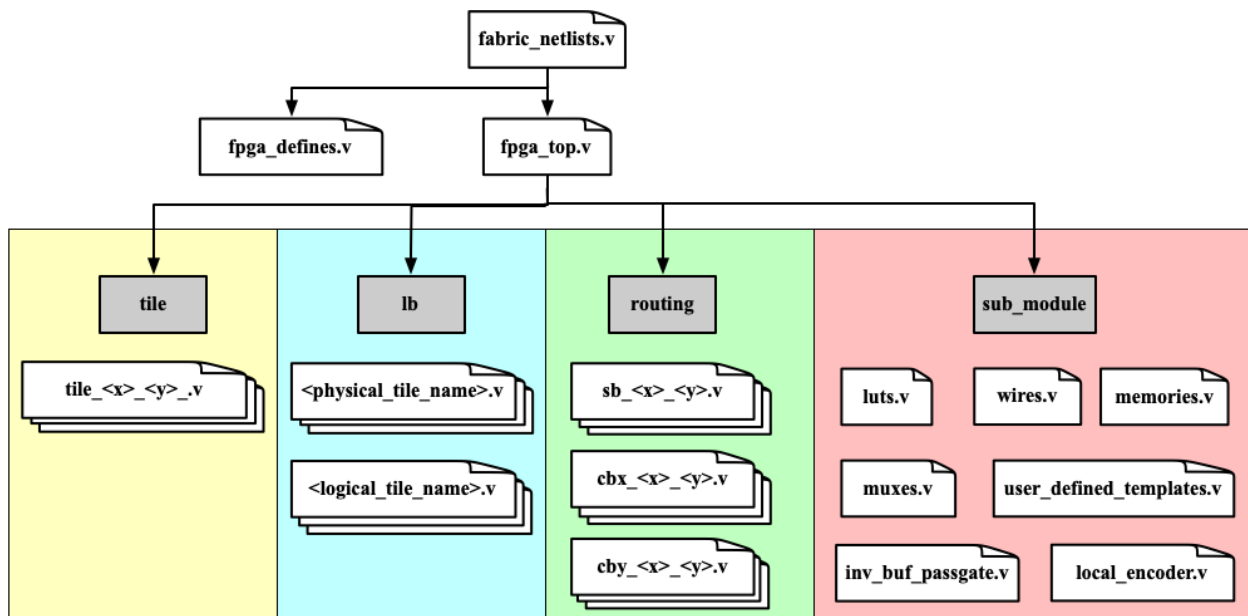 fabric_netlists.v
fpga_defines.v
fpga_top.v
tile
lb
routing
sub_module
tile_<x>_<y>_.v
<physical_tile_name>.v
<logical_tile_name>.v
sb_<x>_<y>.v
cbx_<x>_<y>.v
cby_<x>_<y>.v
luts.v
wires.v
memories.v
muxes.v
user_defined_templates.v
inv_buf_passgate.v
local_encoder.v